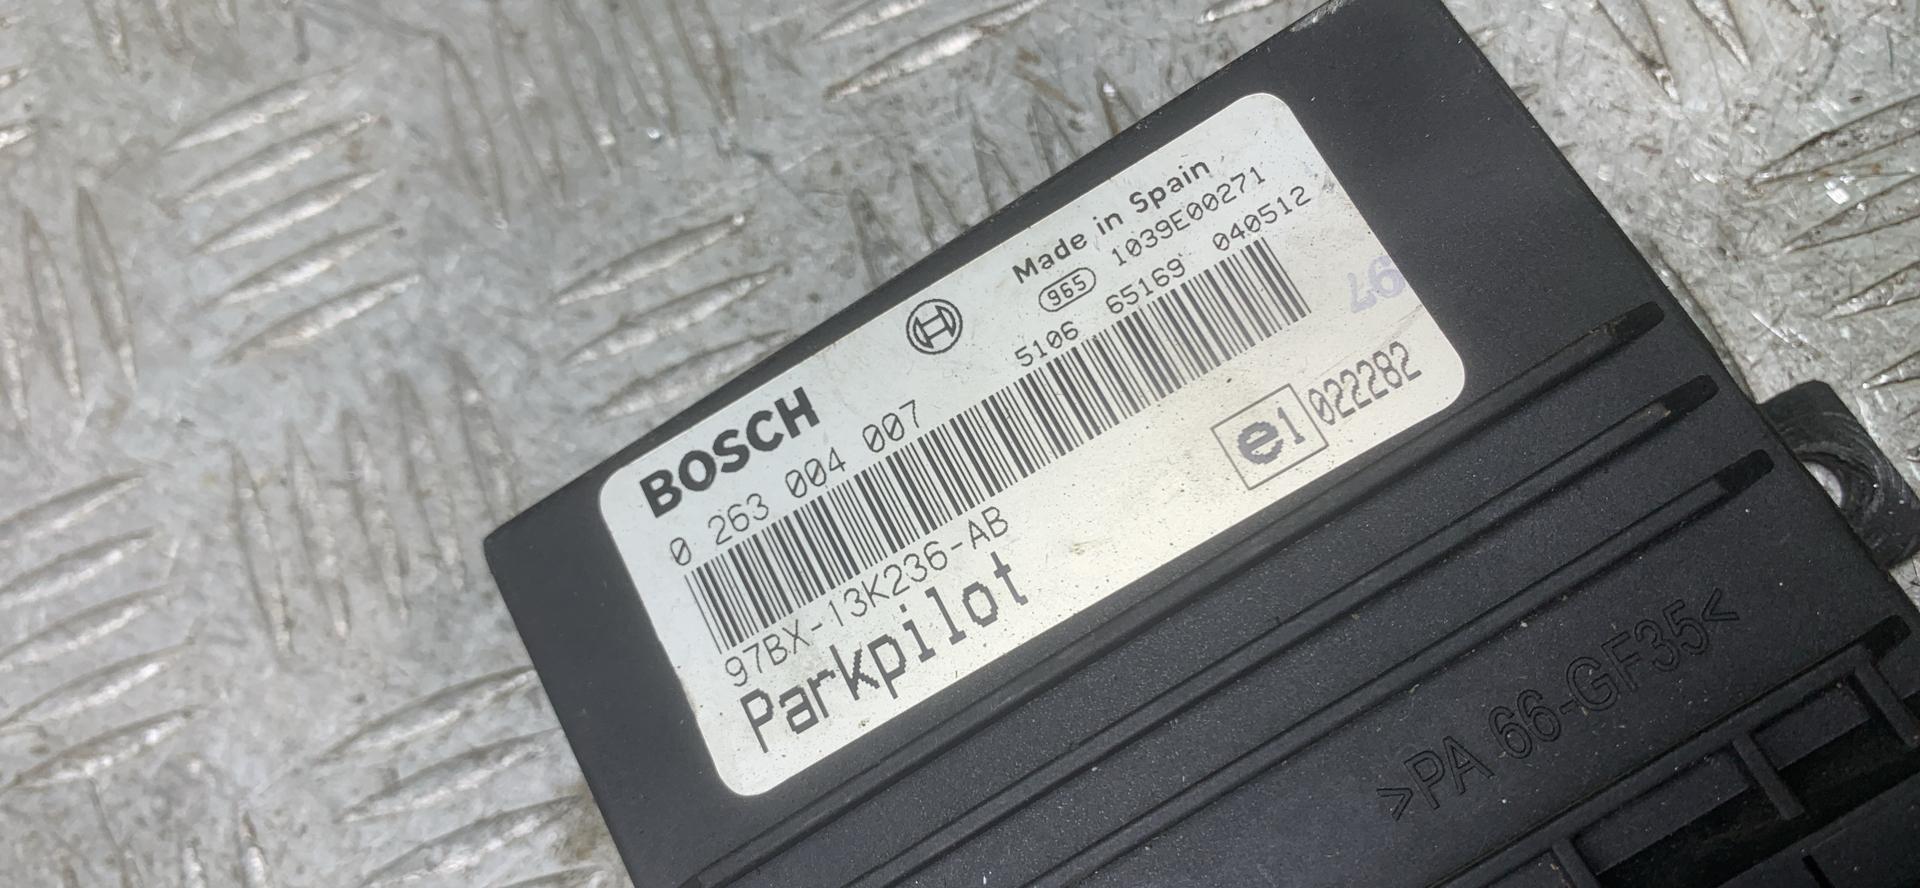 BOSCH
Made in Spain
965 1039E00271
0 263 004 007
5106 65169 040512
97BX-13K236-AB
e1 022282
Parkpilot
97
>PA 66-GF35<